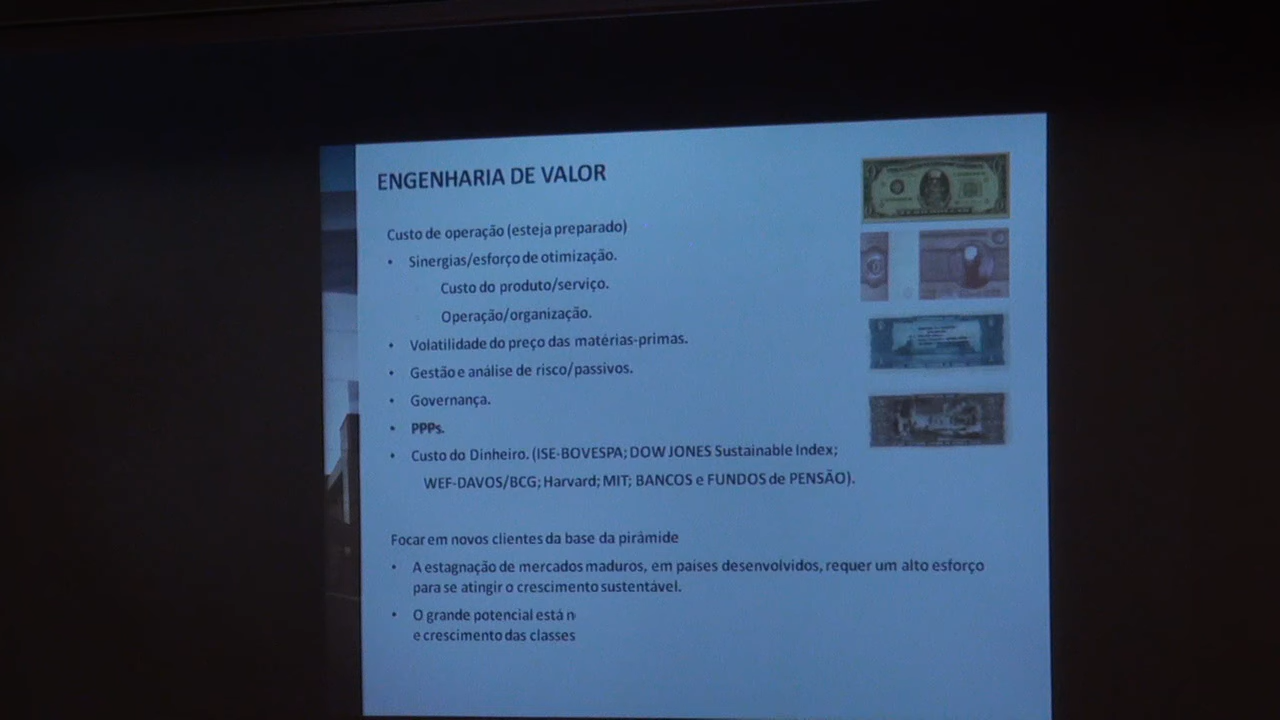 ENGENHARIA DE VALOR
Custo de operação (esteja preparado)
• Sinergias/esforço de otimização.
Custo do produto/serviço.
Operação/organização.
• Volatilidade do preço das matérias-primas.
• Gestão e análise de risco/passivos.
• Governança.
• PPPs.
• Custo do Dinheiro. (ISE-BOVESPA; DOW JONES Sustainable Index;
WEF-DAVOS/BCG; Harvard; MIT; BANCOS e FUNDOS de PENSÃO).
Focar em novos clientes da base da pirâmide
• A estagnação de mercados maduros, em países desenvolvidos, requer um alto esforço
para se atingir o crescimento sustentável.
• O grande potencial está n
e crescimento das classes